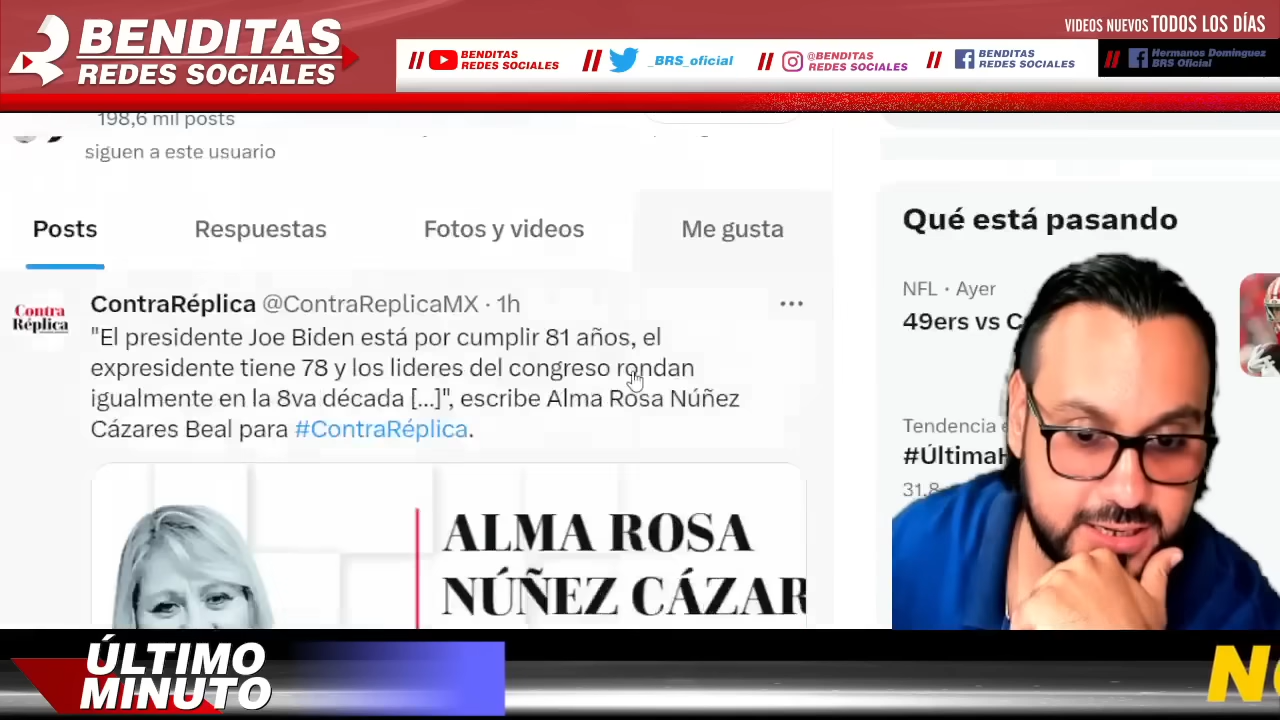 BENDITAS
REDES SOCIALES
VIDEOS NUEVOS TODOS LOS DÍAS
// BENDITAS
REDES SOCIALES
// _BRS_oficial
// @BENDITAS
REDES SOCIALES
// BENDITAS
REDES SOCIALES
// Hermanos Dominguez
BRS Oficial
198,6 mil posts
siguen a este usuario
Posts Respuestas Fotos y videos Me gusta
ContraRéplica @ContraReplicaMX · 1h
Contra
Réplica
"El presidente Joe Biden está por cumplir 81 años, el
expresidente tiene 78 y los lideres del congreso rondan
igualmente en la 8va década [...]", escribe Alma Rosa Núñez
Cázares Beal para #ContraRéplica.
ALMA ROSA
NÚÑEZ CÁZAR
Qué está pasando
NFL · Ayer
49ers vs C
Tendencia
#Última
31,8
ÚLTIMO
MINUTO